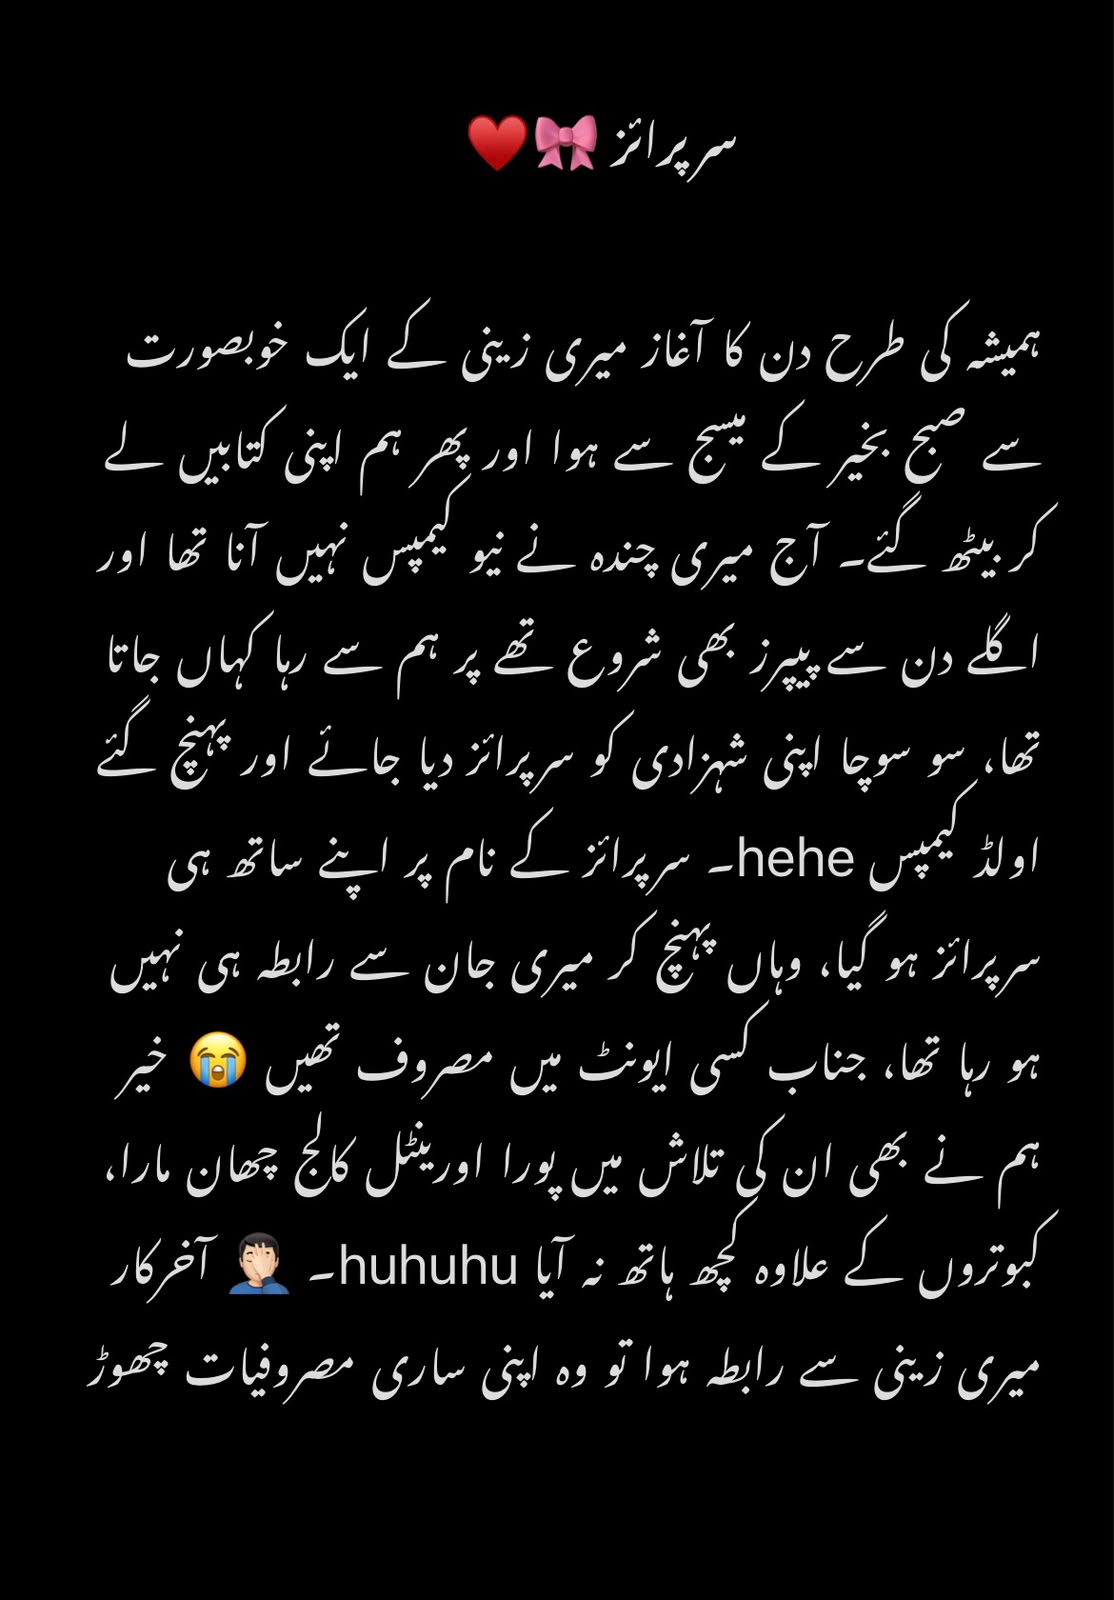 سرپرائز 🎀♥️
ہمیشہ کی طرح دن کا آغاز میری زینی کے ایک خوبصورت
سے صبح بخیر کے میسج سے ہوا اور پھر ہم اپنی کتابیں لے
کر بیٹھ گئے۔ آج میری چندہ نے نیو کیمپس نہیں آنا تھا اور
اگلے دن سے پیپرز بھی شروع تھے پر ہم سے رہا کہاں جاتا
تھا، سو سوچا اپنی شہزادی کو سرپرائز دیا جائے اور پہنچ گئے
اولڈ کیمپس hehe۔ سرپرائز کے نام پر اپنے ساتھ ہی
سرپرائز ہو گیا، وہاں پہنچ کر میری جان سے رابطہ ہی نہیں
ہو رہا تھا، جناب کسی ایونٹ میں مصروف تھیں 😭 خیر
ہم نے بھی ان کی تلاش میں پورا اورینٹل کالج چھان مارا،
کبوتروں کے علاوہ کچھ ہاتھ نہ آیا huhuhu۔ 🤦🏻‍♂️ آخرکار
میری زینی سے رابطہ ہوا تو وہ اپنی ساری مصروفیات چھوڑ